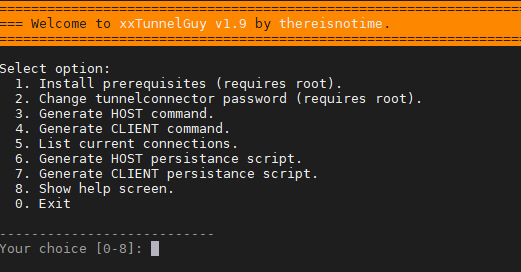 =================================================================
=== Welcome to xxTunnelGuy v1.9 by thereisnotime.
=================================================================
Select option:
1. Install prerequisites (requires root).
2. Change tunnelconnector password (requires root).
3. Generate HOST command.
4. Generate CLIENT command.
5. List current connections.
6. Generate HOST persistance script.
7. Generate CLIENT persistance script.
8. Show help screen.
0. Exit
---------------------------
Your choice [0-8]: